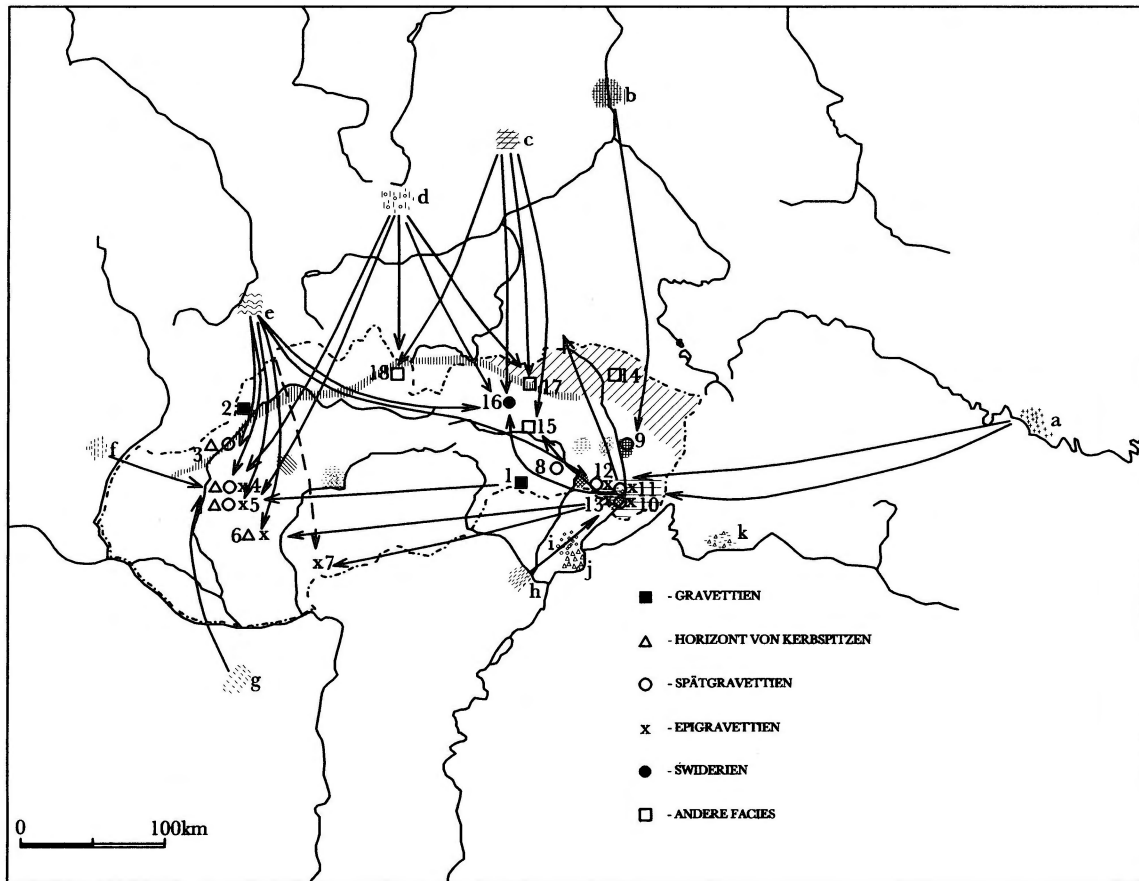 b
c
d
e
a
18
17
14
2
16
3
15
9
f
8
12
1
4
11
5
13
10
6
i
k
7
h
j
g
■ - GRAVETTIEN
△ - HORIZONT VON KERBSPITZEN
○ - SPÄTGRAVETTIEN
x - EPIGRAVETTIEN
● - SWIDERIEN
□ - ANDERE FACIES
0 100km